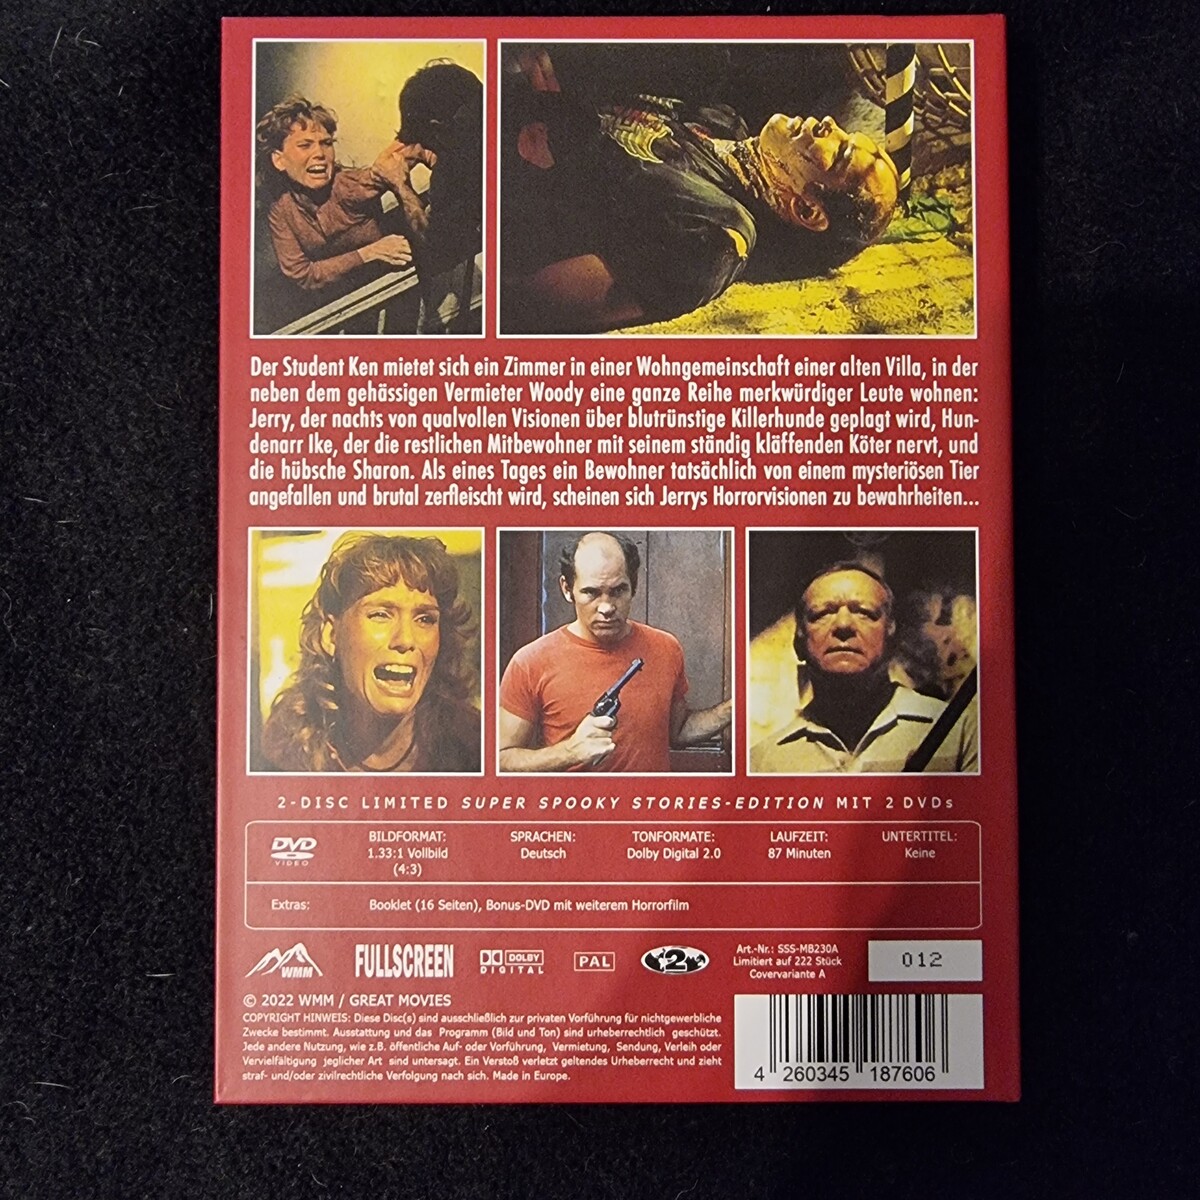 Der Student Ken mietet sich ein Zimmer in einer Wohngemeinschaft einer alten Villa, in der
neben dem gehässigen Vermieter Woody eine ganze Reihe merkwürdiger Leute wohnen:
Jerry, der nachts von qualvollen Visionen über blutrünstige Killerhunde geplagt wird, Hun-
denarr Ike, der die restlichen Mitbewohner mit seinem ständig kläffenden Köter nervt, und
die hübsche Sharon. Als eines Tages ein Bewohner tatsächlich von einem mysteriösen Tier
angefallen und brutal zerfleischt wird, scheinen sich Jerrys Horrorvisionen zu bewahrheiten...
2-DISC LIMITED SUPER SPOOKY STORIES-EDITION MIT 2 DVDs
DVD
VIDEO
BILDFORMAT:
1.33:1 Vollbild
(4:3)
SPRACHEN:
Deutsch
TONFORMATE:
Dolby Digital 2.0
LAUFZEIT:
87 Minuten
UNTERTITEL:
Keine
Extras: Booklet (16 Seiten), Bonus-DVD mit weiterem Horrorfilm
WMM
FULLSCREEN
DOLBY
DIGITAL
PAL
2
Art.-Nr.: SSS-MB230A
Limitiert auf 222 Stück
Covervariante A
012
© 2022 WMM / GREAT MOVIES
COPYRIGHT HINWEIS: Diese Disc(s) sind ausschließlich zur privaten Vorführung für nichtgewerbliche
Zwecke bestimmt. Ausstattung und das Programm (Bild und Ton) sind urheberrechtlich geschützt.
Jede andere Nutzung, wie z.B. öffentliche Auf- oder Vorführung, Vermietung, Sendung, Verleih oder
Vervielfältigung jeglicher Art sind untersagt. Ein Verstoß verletzt geltendes Urheberrecht und zieht
straf- und/oder zivilrechtliche Verfolgung nach sich. Made in Europe.
4 260345 187606